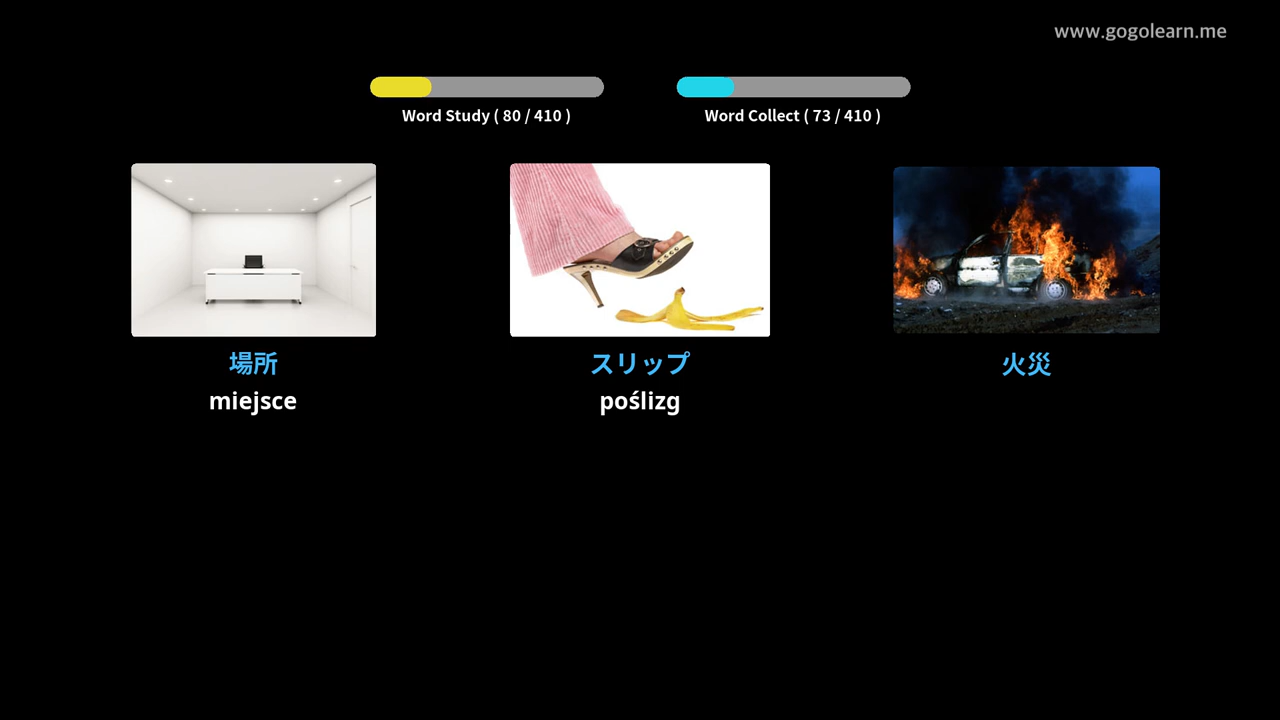 www.gogolearn.me
Word Study ( 80 / 410 )
Word Collect ( 73 / 410 )
場所
miejsce
スリップ
poślizg
火災